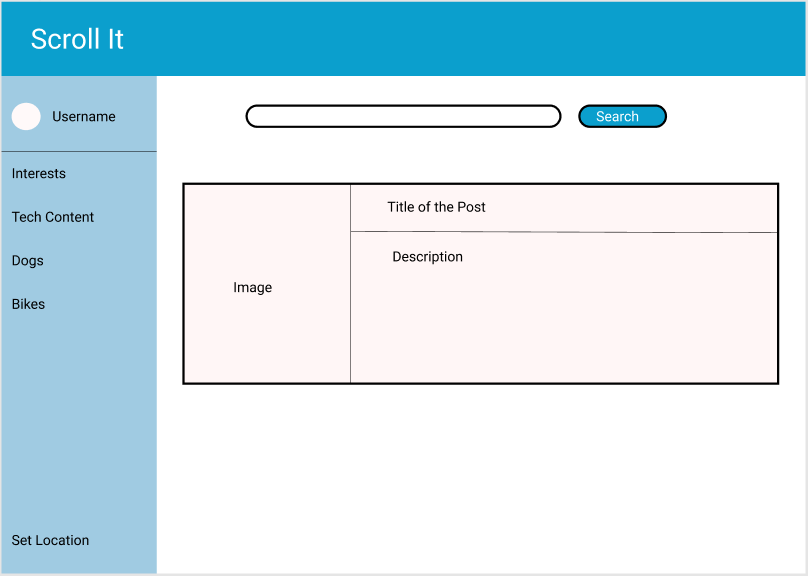 Scroll It
Username
Search
Interests
Tech Content
Dogs
Bikes
Title of the Post
Description
Image
Set Location